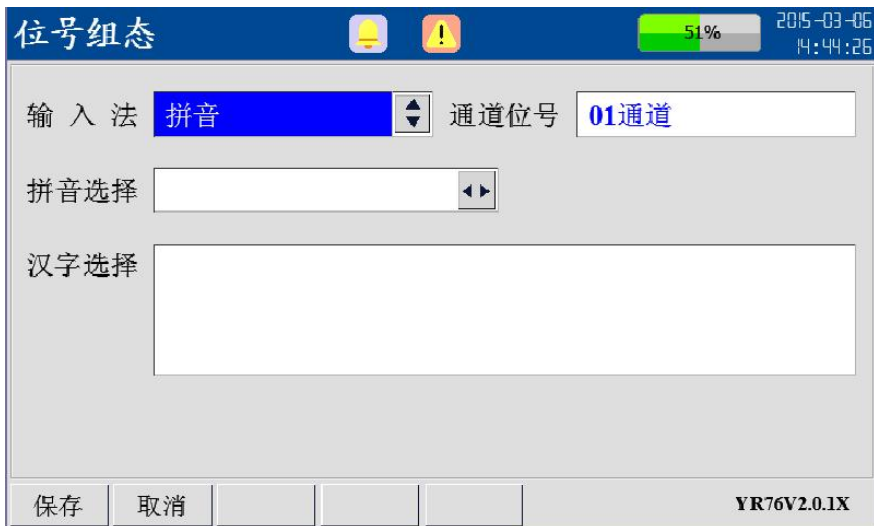 位号组态 51% 2015-03-06
14:44:26
输入法 拼音 通道位号 01通道
拼音选择
汉字选择
保存 取消 YR76V2.0.1X